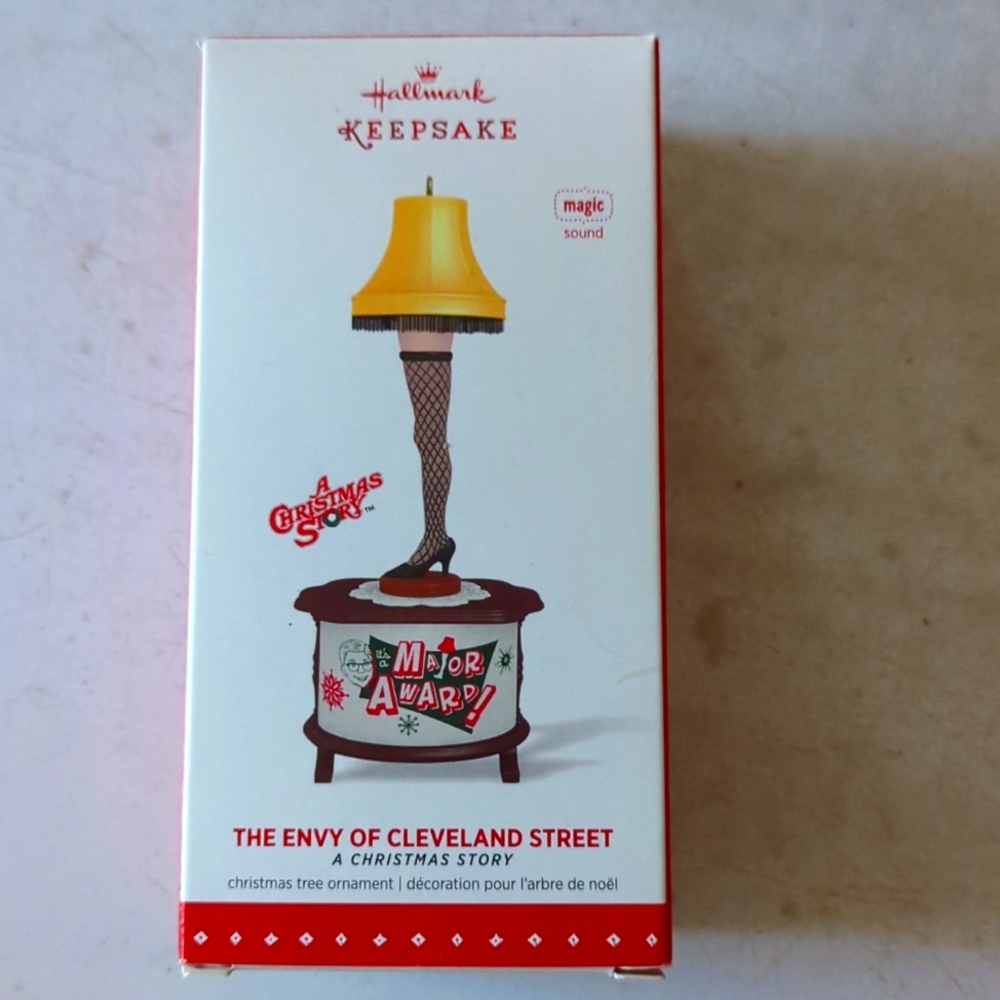 Hallmark
KEEPSAKE
magic
sound
A
CHRISTMAS
STORY™
it's
a
MAJOR
AWARD!
THE ENVY OF CLEVELAND STREET
A CHRISTMAS STORY
christmas tree ornament | décoration pour l'arbre de noël